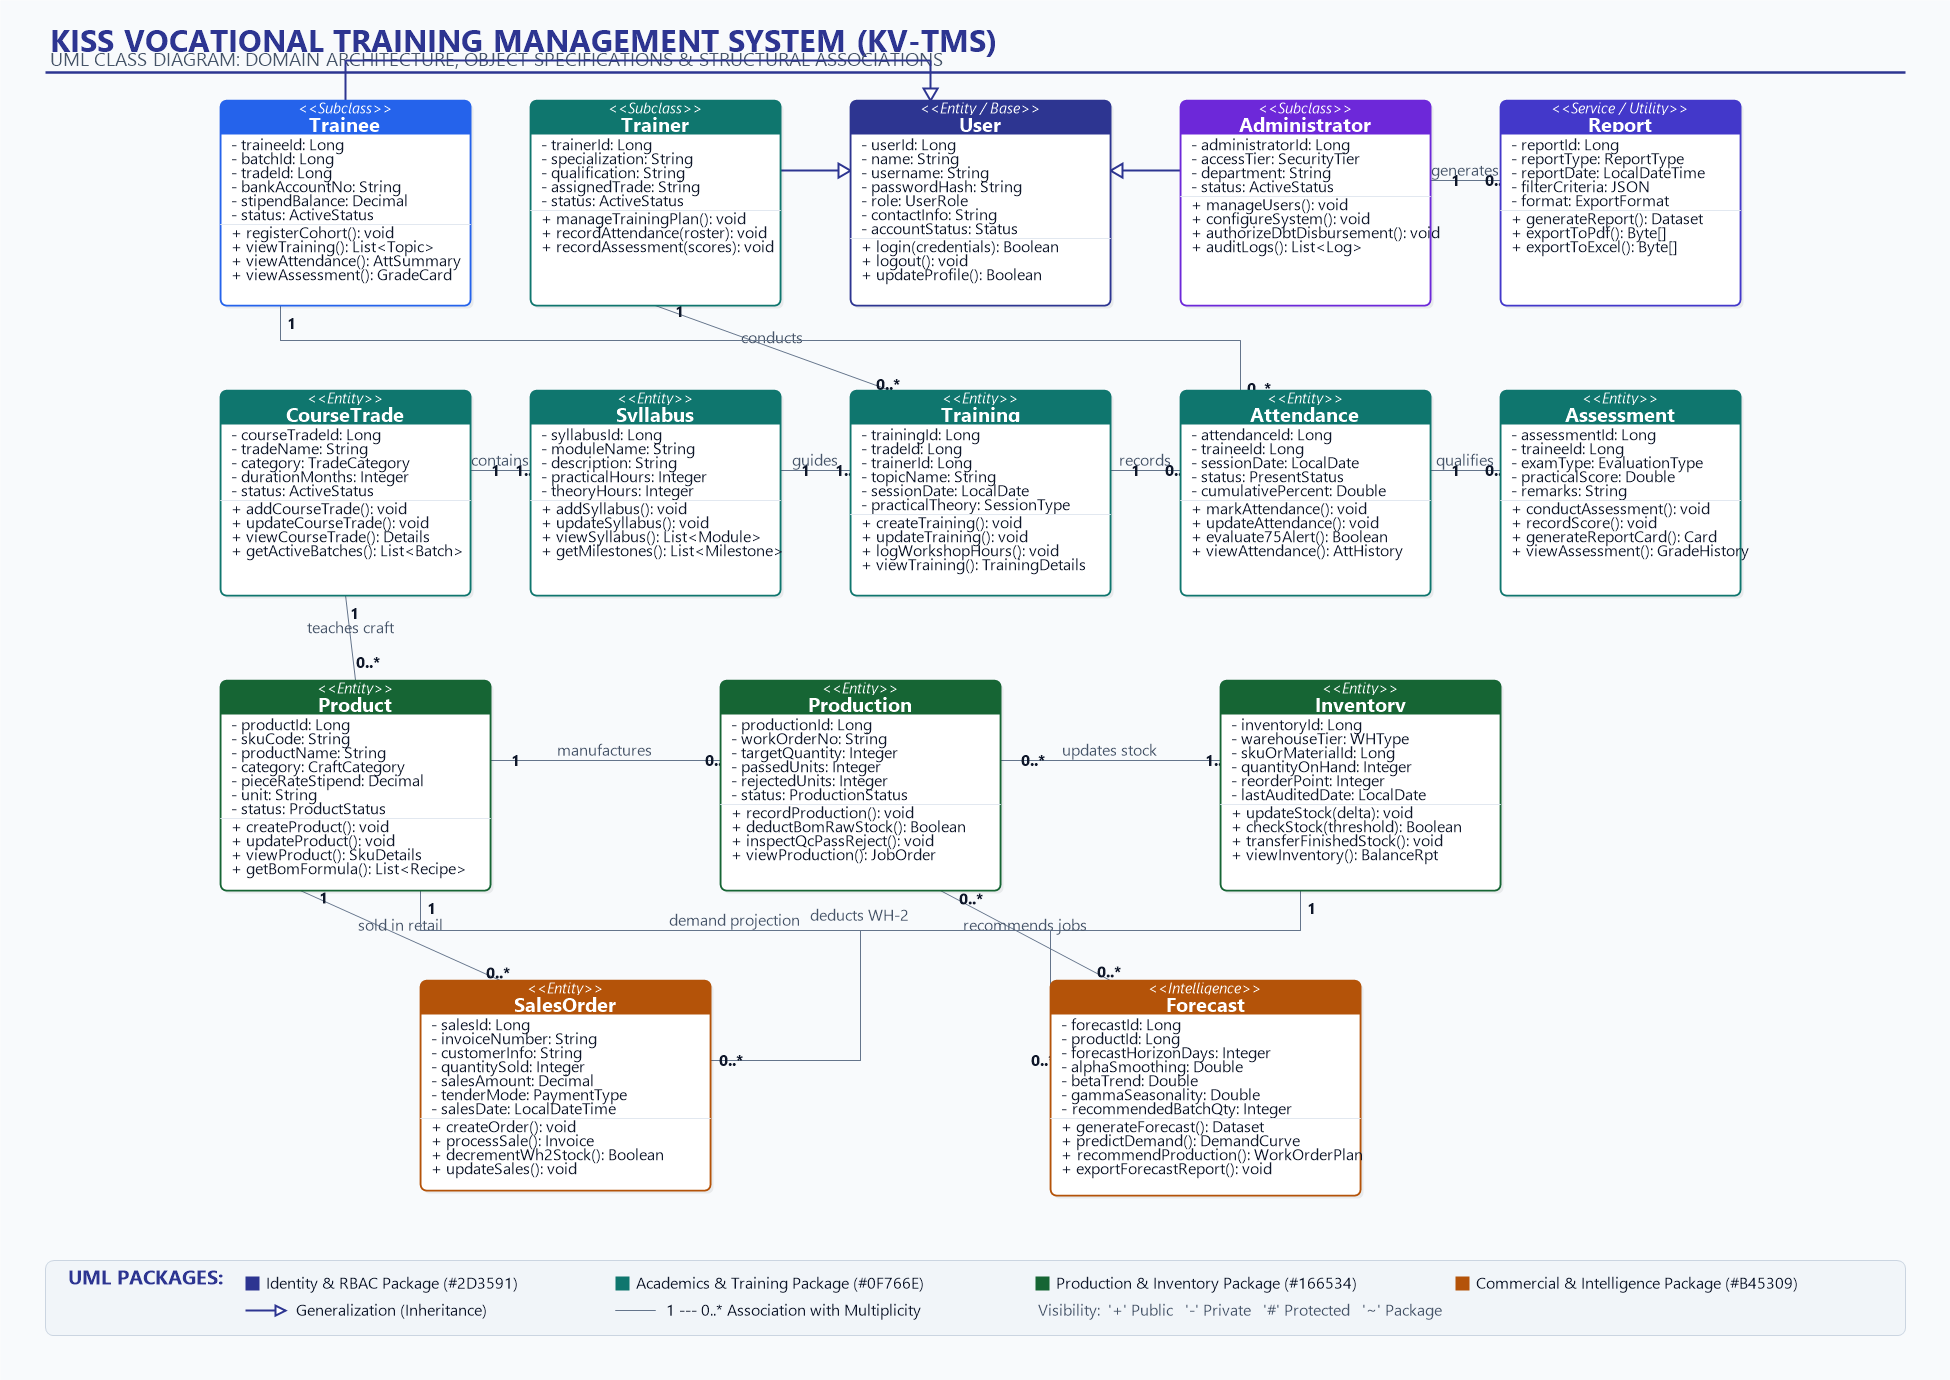 KISS VOCATIONAL TRAINING MANAGEMENT SYSTEM (KV-TMS)
UML CLASS DIAGRAM: DOMAIN ARCHITECTURE, OBJECT SPECIFICATIONS & STRUCTURAL ASSOCIATIONS
<<Subclass>>
Trainee
- traineeId: Long
- batchId: Long
- tradeId: Long
- bankAccountNo: String
- stipendBalance: Decimal
- status: ActiveStatus
+ registerCohort(): void
+ viewTraining(): List<Topic>
+ viewAttendance(): AttSummary
+ viewAssessment(): GradeCard
<<Subclass>>
Trainer
- trainerId: Long
- specialization: String
- qualification: String
- assignedTrade: String
- status: ActiveStatus
+ manageTrainingPlan(): void
+ recordAttendance(roster): void
+ recordAssessment(scores): void
<<Entity / Base>>
User
- userId: Long
- name: String
- username: String
- passwordHash: String
- role: UserRole
- contactInfo: String
- accountStatus: Status
+ login(credentials): Boolean
+ logout(): void
+ updateProfile(): Boolean
<<Subclass>>
Administrator
- administratorId: Long
- accessTier: SecurityTier
- department: String
- status: ActiveStatus
+ manageUsers(): void
+ configureSystem(): void
+ authorizeDbtDisbursement(): void
+ auditLogs(): List<Log>
generates
1 0..
<<Service / Utility>>
Report
- reportId: Long
- reportType: ReportType
- reportDate: LocalDateTime
- filterCriteria: JSON
- format: ExportFormat
+ generateReport(): Dataset
+ exportToPdf(): Byte[]
+ exportToExcel(): Byte[]
1
1
conducts
0..*
0..*
<<Entity>>
CourseTrade
- courseTradeId: Long
- tradeName: String
- category: TradeCategory
- durationMonths: Integer
- status: ActiveStatus
+ addCourseTrade(): void
+ updateCourseTrade(): void
+ viewCourseTrade(): Details
+ getActiveBatches(): List<Batch>
contains
1 1..
<<Entity>>
Syllabus
- syllabusId: Long
- moduleName: String
- description: String
- practicalHours: Integer
- theoryHours: Integer
+ addSyllabus(): void
+ updateSyllabus(): void
+ viewSyllabus(): List<Module>
+ getMilestones(): List<Milestone>
guides
1 1..
<<Entity>>
Training
- trainingId: Long
- tradeId: Long
- trainerId: Long
- topicName: String
- sessionDate: LocalDate
- practicalTheory: SessionType
+ createTraining(): void
+ updateTraining(): void
+ logWorkshopHours(): void
+ viewTraining(): TrainingDetails
records
1 0..
<<Entity>>
Attendance
- attendanceId: Long
- traineeId: Long
- sessionDate: LocalDate
- status: PresentStatus
- cumulativePercent: Double
+ markAttendance(): void
+ updateAttendance(): void
+ evaluate75Alert(): Boolean
+ viewAttendance(): AttHistory
qualifies
1 0..
<<Entity>>
Assessment
- assessmentId: Long
- traineeId: Long
- examType: EvaluationType
- practicalScore: Double
- remarks: String
+ conductAssessment(): void
+ recordScore(): void
+ generateReportCard(): Card
+ viewAssessment(): GradeHistory
1
teaches craft
0..*
<<Entity>>
Product
- productId: Long
- skuCode: String
- productName: String
- category: CraftCategory
- pieceRateStipend: Decimal
- unit: String
- status: ProductStatus
+ createProduct(): void
+ updateProduct(): void
+ viewProduct(): SkuDetails
+ getBomFormula(): List<Recipe>
manufactures
1 0..
<<Entity>>
Production
- productionId: Long
- workOrderNo: String
- targetQuantity: Integer
- passedUnits: Integer
- rejectedUnits: Integer
- status: ProductionStatus
+ recordProduction(): void
+ deductBomRawStock(): Boolean
+ inspectQcPassReject(): void
+ viewProduction(): JobOrder
updates stock
0..* 1..
<<Entity>>
Inventory
- inventoryId: Long
- warehouseTier: WHType
- skuOrMaterialId: Long
- quantityOnHand: Integer
- reorderPoint: Integer
- lastAuditedDate: LocalDate
+ updateStock(delta): void
+ checkStock(threshold): Boolean
+ transferFinishedStock(): void
+ viewInventory(): BalanceRpt
1
1
0..*
1
sold in retail
demand projection
deducts WH-2
recommends jobs
0..*
0..*
<<Entity>>
SalesOrder
- salesId: Long
- invoiceNumber: String
- customerInfo: String
- quantitySold: Integer
- salesAmount: Decimal
- tenderMode: PaymentType
- salesDate: LocalDateTime
+ createOrder(): void
+ processSale(): Invoice
+ decrementWh2Stock(): Boolean
+ updateSales(): void
0..*
0..
<<Intelligence>>
Forecast
- forecastId: Long
- productId: Long
- forecastHorizonDays: Integer
- alphaSmoothing: Double
- betaTrend: Double
- gammaSeasonality: Double
- recommendedBatchQty: Integer
+ generateForecast(): Dataset
+ predictDemand(): DemandCurve
+ recommendProduction(): WorkOrderPlan
+ exportForecastReport(): void
UML PACKAGES:
Identity & RBAC Package (#2D3591)
Academics & Training Package (#0F766E)
Production & Inventory Package (#166534)
Commercial & Intelligence Package (#B45309)
Generalization (Inheritance)
1 --- 0..* Association with Multiplicity
Visibility: '+' Public '-' Private '#' Protected '~' Package